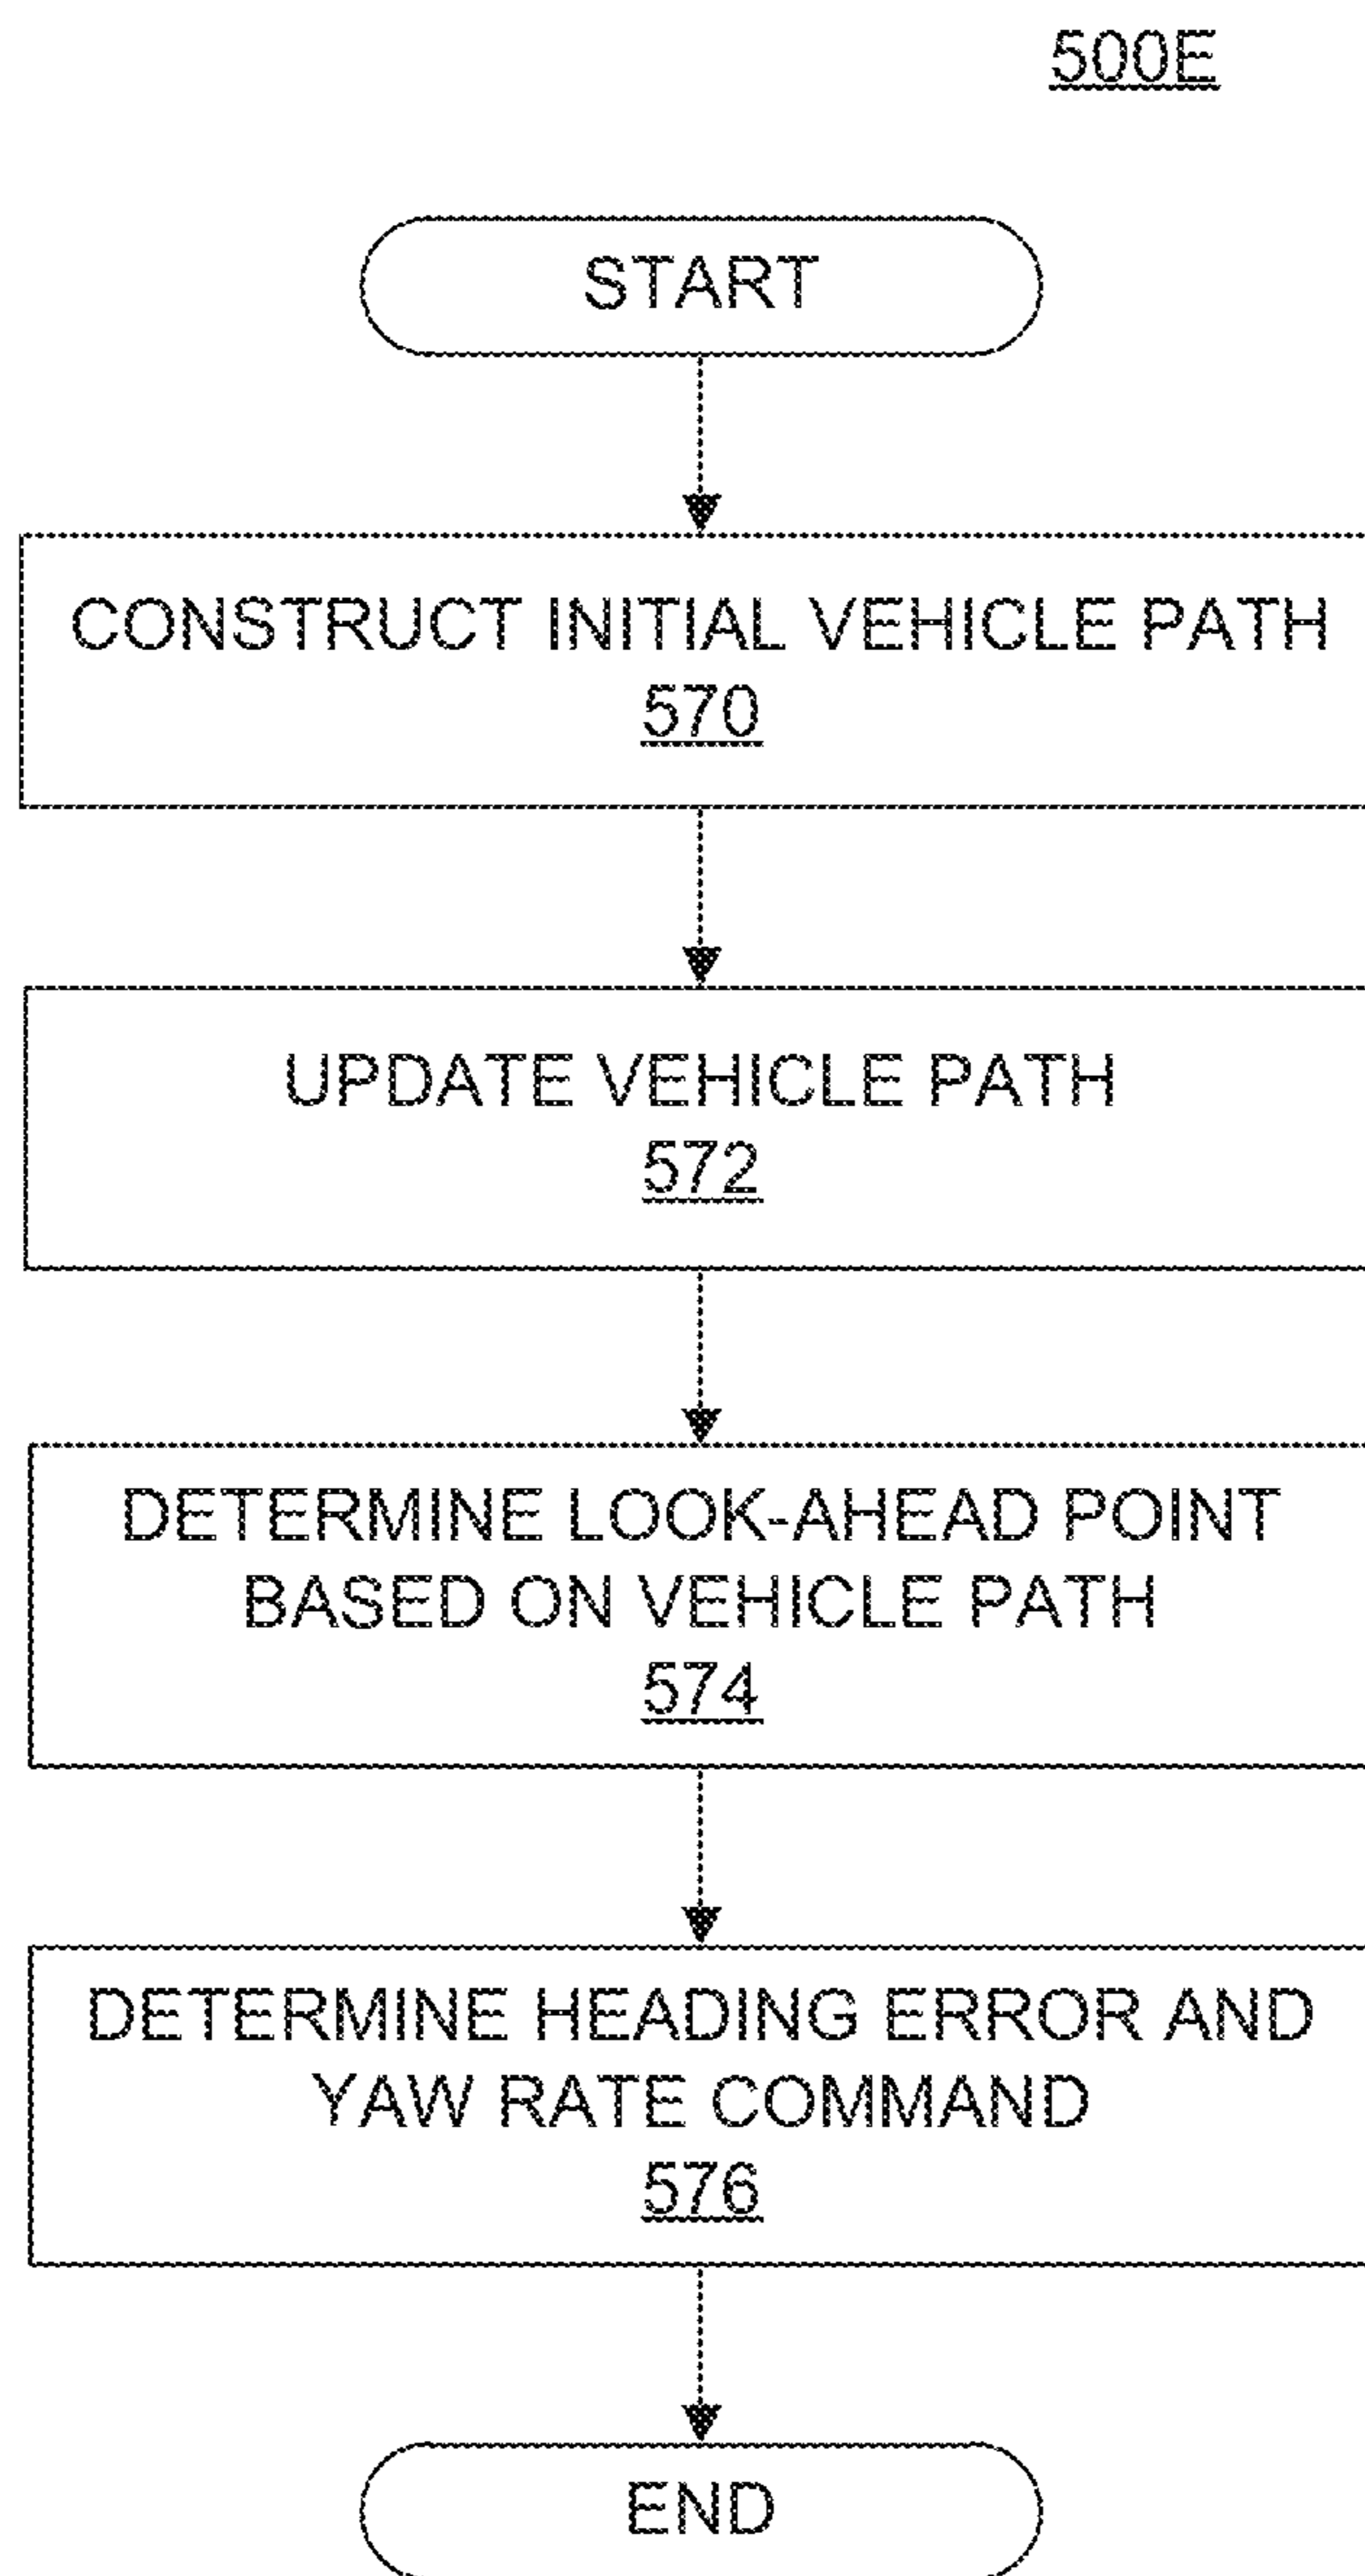 500E
START
CONSTRUCT INITIAL VEHICLE PATH
570
UPDATE VEHICLE PATH
572
DETERMINE LOOK-AHEAD POINT
BASED ON VEHICLE PATH
574
DETERMINE HEADING ERROR AND
YAW RATE COMMAND
576
END